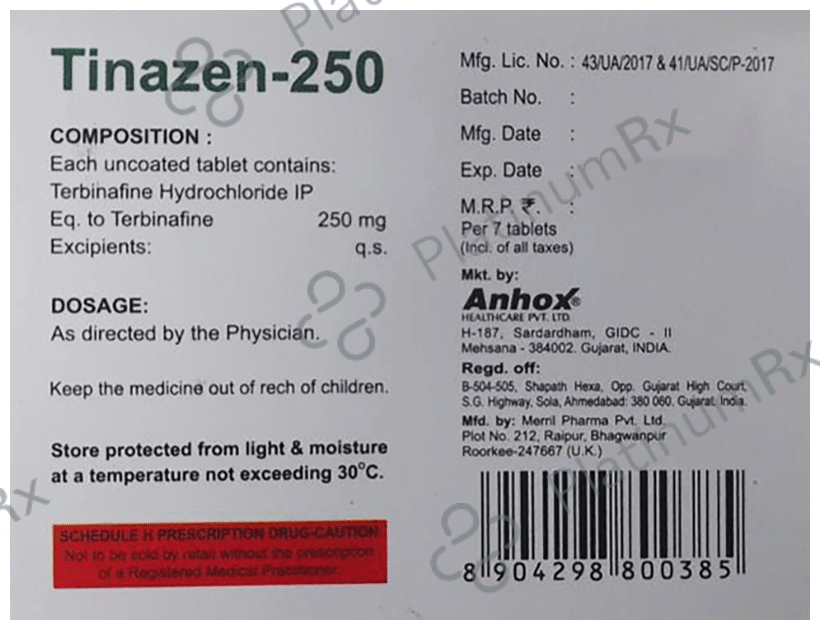 Tinazen-250
COMPOSITION :
Each uncoated tablet contains:
Terbinafine Hydrochloride IP
Eq. to Terbinafine 250 mg
Excipients: q.s.
DOSAGE:
As directed by the Physician.
Keep the medicine out of rech of children.
Store protected from light & moisture
at a temperature not exceeding 30°C.
SCHEDULE H PRESCRIPTION DRUG-CAUTION
Not to be sold by retail without the prescription
of a Registered Medical Practitioner.
Mfg. Lic. No. : 43/UA/2017 & 41/UA/SC/P-2017
Batch No. :
Mfg. Date :
Exp. Date :
M.R.P. ₹. :
Per 7 tablets
(Incl. of all taxes)
Mkt. by:
Anhox®
HEALTHCARE PVT. LTD.
H-187, Sardardham, GIDC - II
Mehsana - 384002. Gujarat, INDIA.
Regd. off:
B-504-505, Shapath Hexa, Opp. Gujarat High Court,
S.G. Highway, Sola, Ahmedabad: 380 060. Gujarat. India.
Mfd. by: Merril Pharma Pvt. Ltd.
Plot No. 212, Raipur, Bhagwanpur
Roorkee-247667 (U.K.)
8 904298 800385
PlatinumRx
PlatinumRx
PlatinumRx
Rx